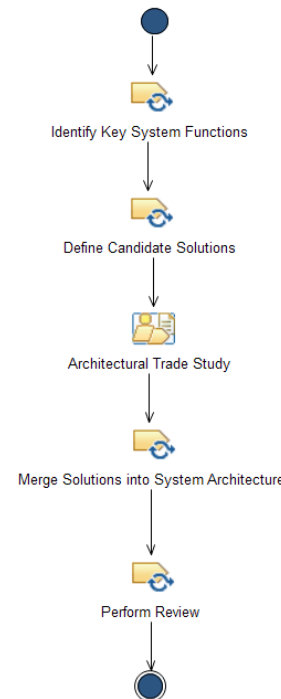 Identify Key System Functions
Define Candidate Solutions
Architectural Trade Study
Merge Solutions into System Architecture
Perform Review